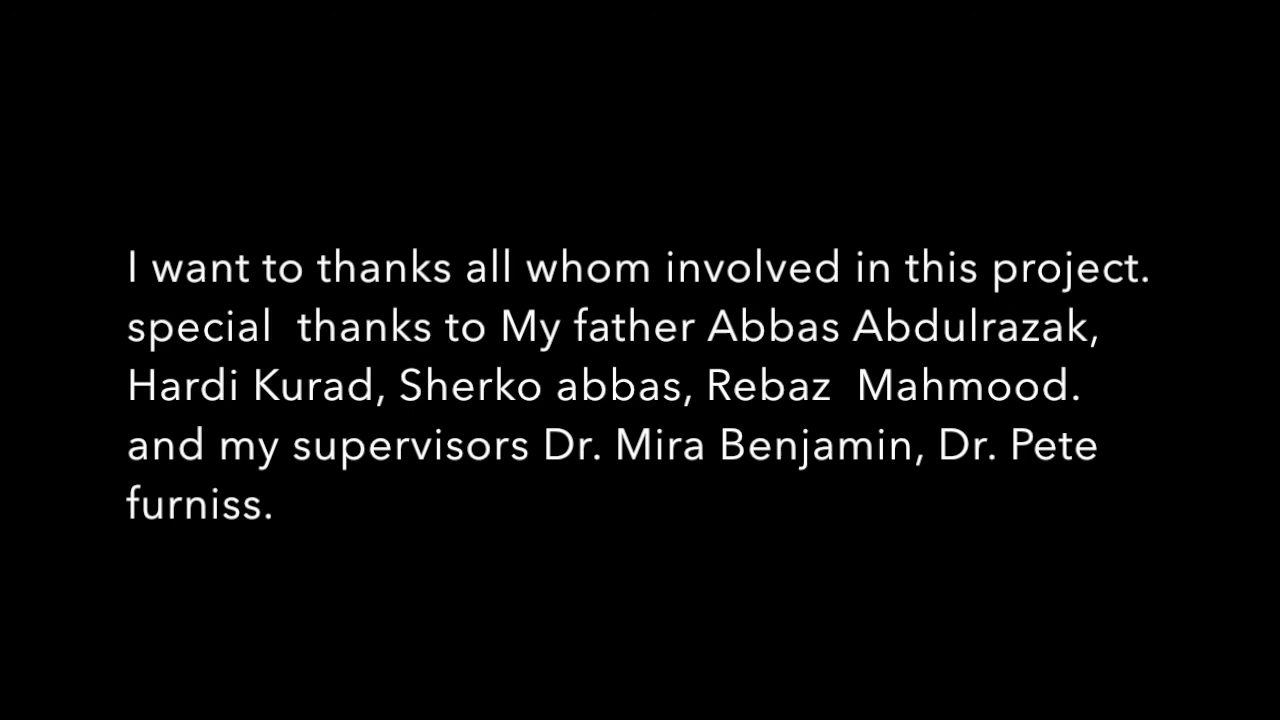 I want to thanks all whom involved in this project.
special  thanks to My father Abbas Abdulrazak,
Hardi Kurad, Sherko abbas, Rebaz  Mahmood.
and my supervisors Dr. Mira Benjamin, Dr. Pete
furniss.